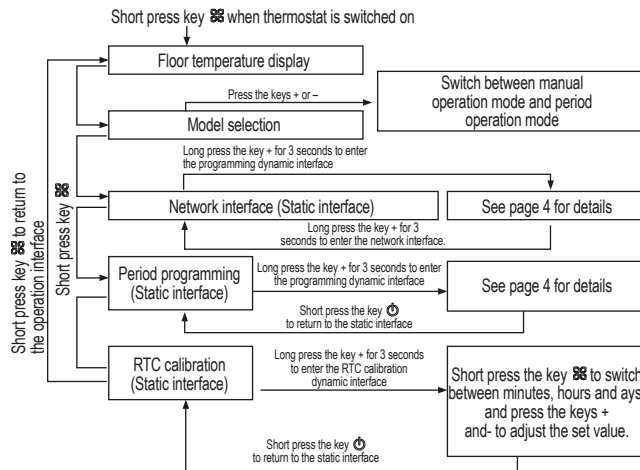 Short press key ⌘ when thermostat is switched on
Floor temperature display
Press the keys + or –
Switch between manual
operation mode and period
operation mode
Model selection
Long press the key + for 3 seconds to enter
the programming dynamic interface
Network interface (Static interface)
See page 4 for details
Long press the key + for 3
seconds to enter the network interface.
Period programming
(Static interface)
Long press the key + for 3 seconds to enter
the programming dynamic interface
See page 4 for details
Short press the key ⏻
to return to the static interface
RTC calibration
(Static interface)
Long press the key + for 3 seconds
to enter the RTC calibration
dynamic interface
Short press the key ⌘ to switch
between minutes, hours and ays,
and press the keys +
and- to adjust the set value.
Short press the key ⏻
to return to the static interface
Short press key ⌘ to return to
the operation interface
Short press key ⌘